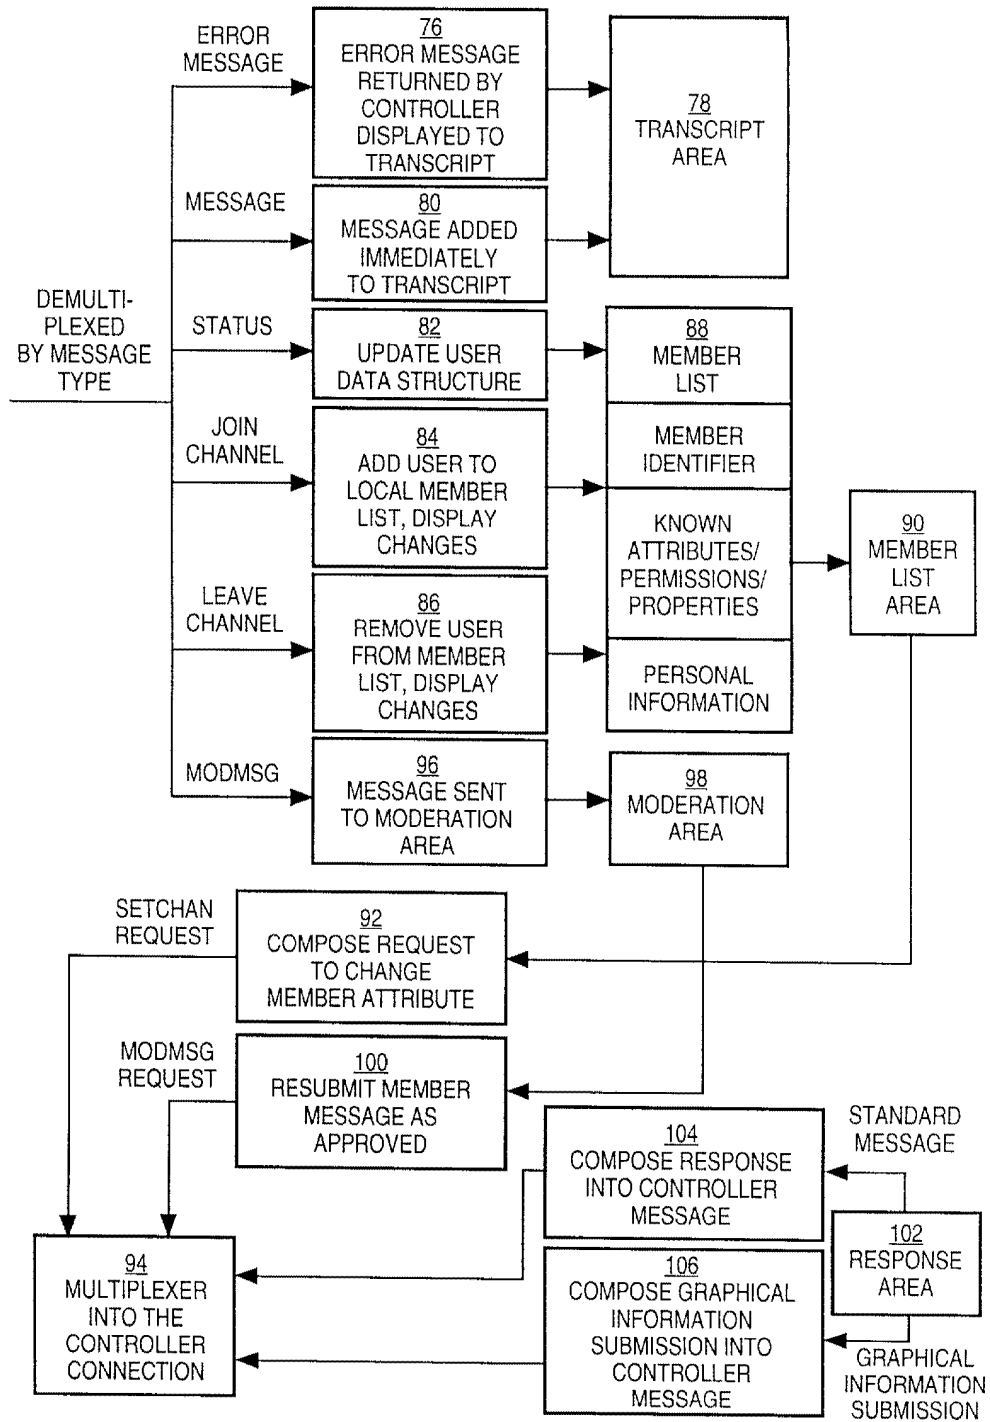 ERROR
MESSAGE
76
ERROR MESSAGE
RETURNED BY
CONTROLLER
DISPLAYED TO
TRANSCRIPT
78
TRANSCRIPT
AREA
MESSAGE
80
MESSAGE ADDED
IMMEDIATELY
TO TRANSCRIPT
DEMULTI-
PLEXED
BY MESSAGE
TYPE
STATUS
82
UPDATE USER
DATA STRUCTURE
88
MEMBER
LIST
JOIN
CHANNEL
84
ADD USER TO
LOCAL MEMBER
LIST, DISPLAY
CHANGES
MEMBER
IDENTIFIER
KNOWN
ATTRIBUTES/
PERMISSIONS/
PROPERTIES
90
MEMBER
LIST
AREA
LEAVE
CHANNEL
86
REMOVE USER
FROM MEMBER
LIST, DISPLAY
CHANGES
PERSONAL
INFORMATION
MODMSG
96
MESSAGE SENT
TO MODERATION
AREA
98
MODERATION
AREA
SETCHAN
REQUEST
92
COMPOSE REQUEST
TO CHANGE
MEMBER ATTRIBUTE
MODMSG
REQUEST
100
RESUBMIT MEMBER
MESSAGE AS
APPROVED
104
COMPOSE RESPONSE
INTO CONTROLLER
MESSAGE
STANDARD
MESSAGE
102
RESPONSE
AREA
94
MULTIPLEXER
INTO THE
CONTROLLER
CONNECTION
106
COMPOSE GRAPHICAL
INFORMATION
SUBMISSION INTO
CONTROLLER
MESSAGE
GRAPHICAL
INFORMATION
SUBMISSION